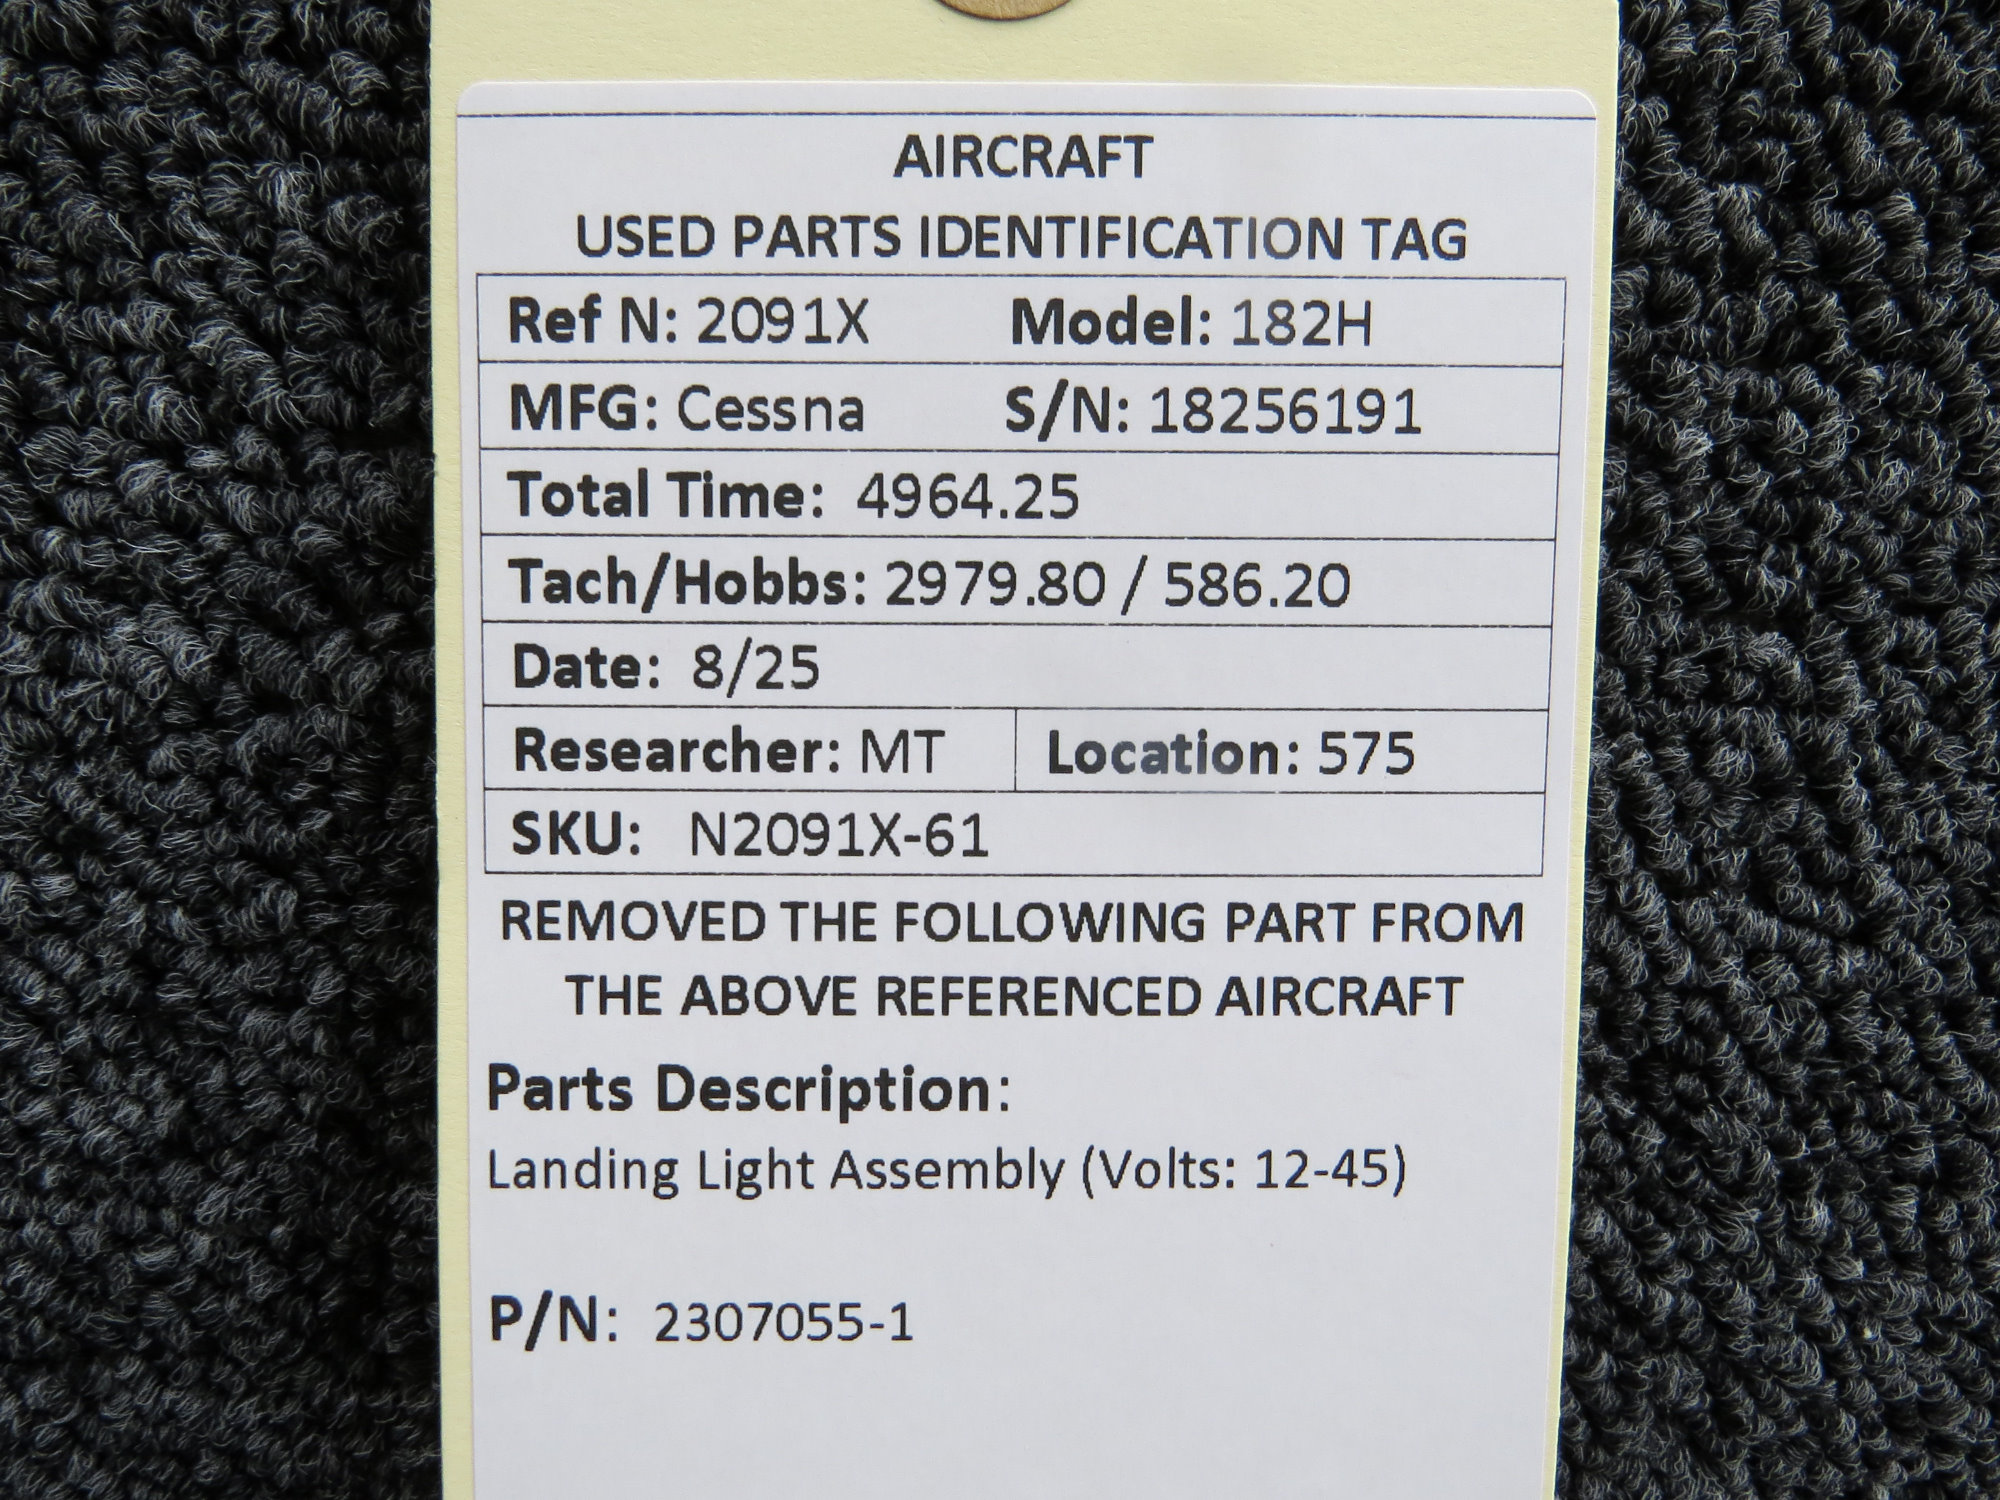 AIRCRAFT
USED PARTS IDENTIFICATION TAG
Ref N: 2091X Model: 182H
MFG: Cessna S/N: 18256191
Total Time: 4964.25
Tach/Hobbs: 2979.80 / 586.20
Date: 8/25
Researcher: MT Location: 575
SKU: N2091X-61
REMOVED THE FOLLOWING PART FROM
THE ABOVE REFERENCED AIRCRAFT
Parts Description:
Landing Light Assembly (Volts: 12-45)
P/N: 2307055-1